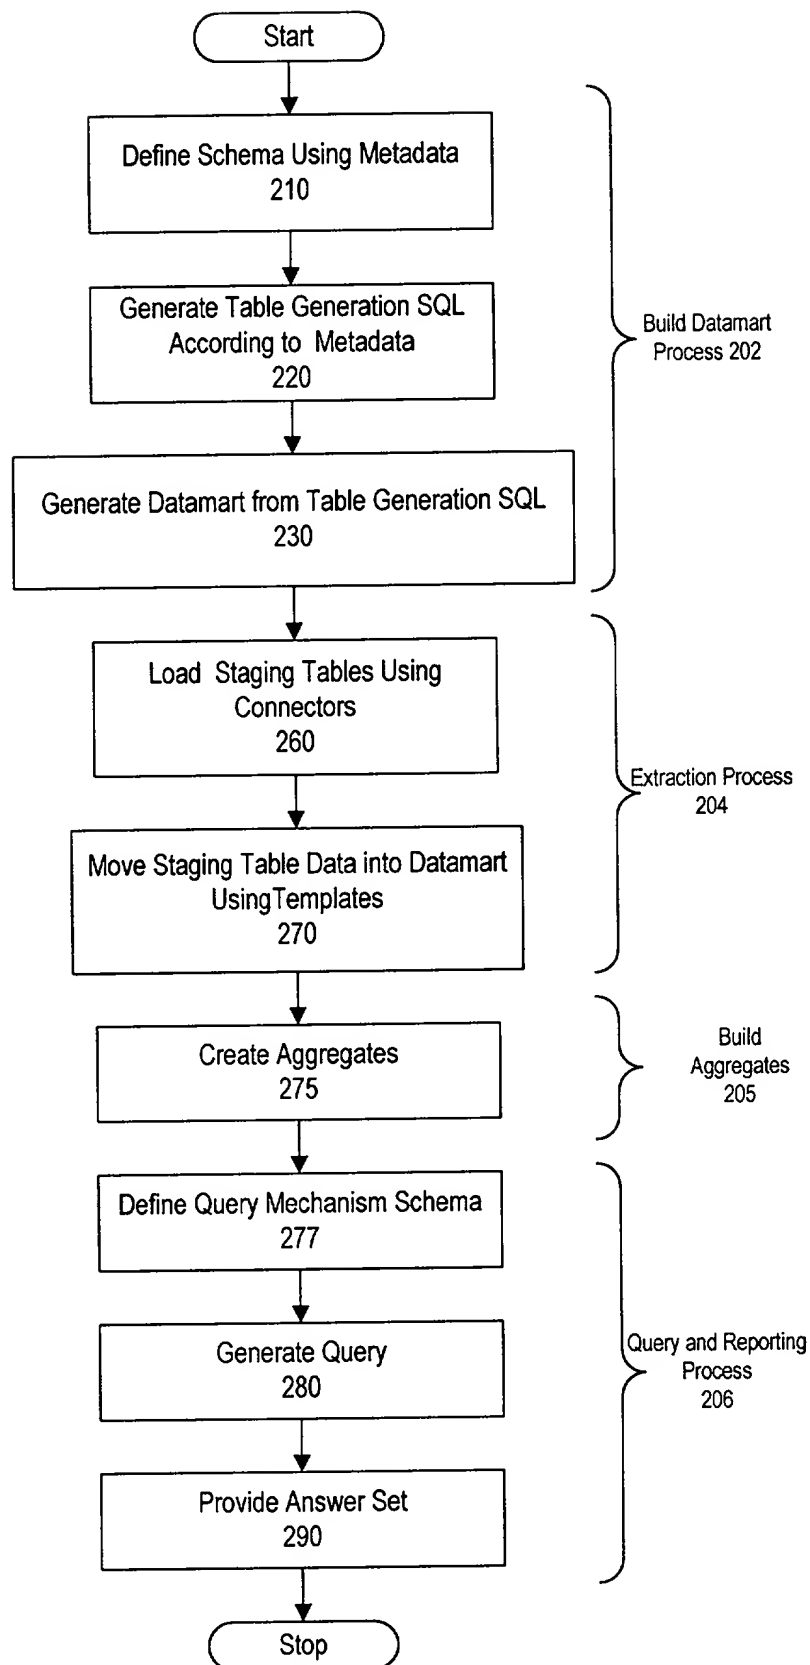 Start
Define Schema Using Metadata
210
Generate Table Generation SQL
According to Metadata
220
Build Datamart
Process 202
Generate Datamart from Table Generation SQL
230
Load Staging Tables Using
Connectors
260
Extraction Process
204
Move Staging Table Data into Datamart
UsingTemplates
270
Create Aggregates
275
Build
Aggregates
205
Define Query Mechanism Schema
277
Generate Query
280
Query and Reporting
Process
206
Provide Answer Set
290
Stop